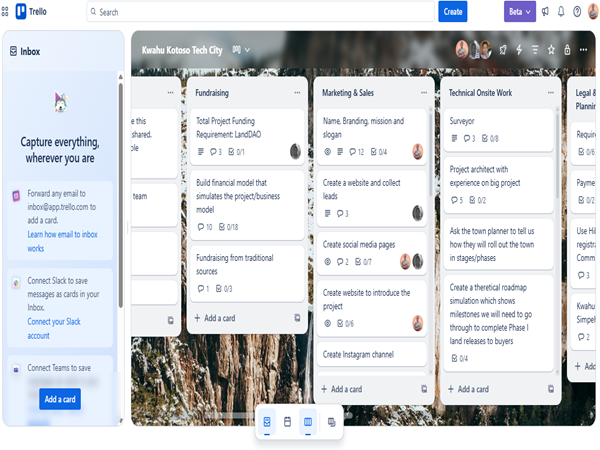 Trello
Search
Create
Beta
Inbox
Capture everything,
wherever you are
Forward any email to
inbox@app.trello.com to
add a card.
Learn how email to inbox
works
Connect Slack to save
messages as cards in your
Inbox.
Connect your Slack
account
Connect Teams to save
Add a card
Kwahu Kotoso Tech City
e this
shared.
ple
team
Fundraising
Total Project Funding
Requirement: LandDAO
3 0/1
Build financial model that
simulates the project/business
model
10 0/18
Fundraising from traditional
sources
1 0/3
+ Add a card
Marketing & Sales
Name, Branding, mission and
slogan
12 0/4
Create a website and collect
leads
3
Create social media pages
2 0/7
Create website to introduce the
project
0/6
Create Instagram channel
+ Add a card
Technical Onsite Work
Surveyor
3 0/8
Project architect with
experience on big project
5 0/2
Ask the town planner to tell us
how they will roll out the town
in stages/phases
Create a theretical roadmap
simulation which shows
milestones we will need to go
through to complete Phase I
land releases to buyers
0/4
+ Add a card
Legal &
Plannin
Require
0/6
Payme
0/2
Use Hil
registra
Comm
3
Kwahu
Simpel
2
+ Add